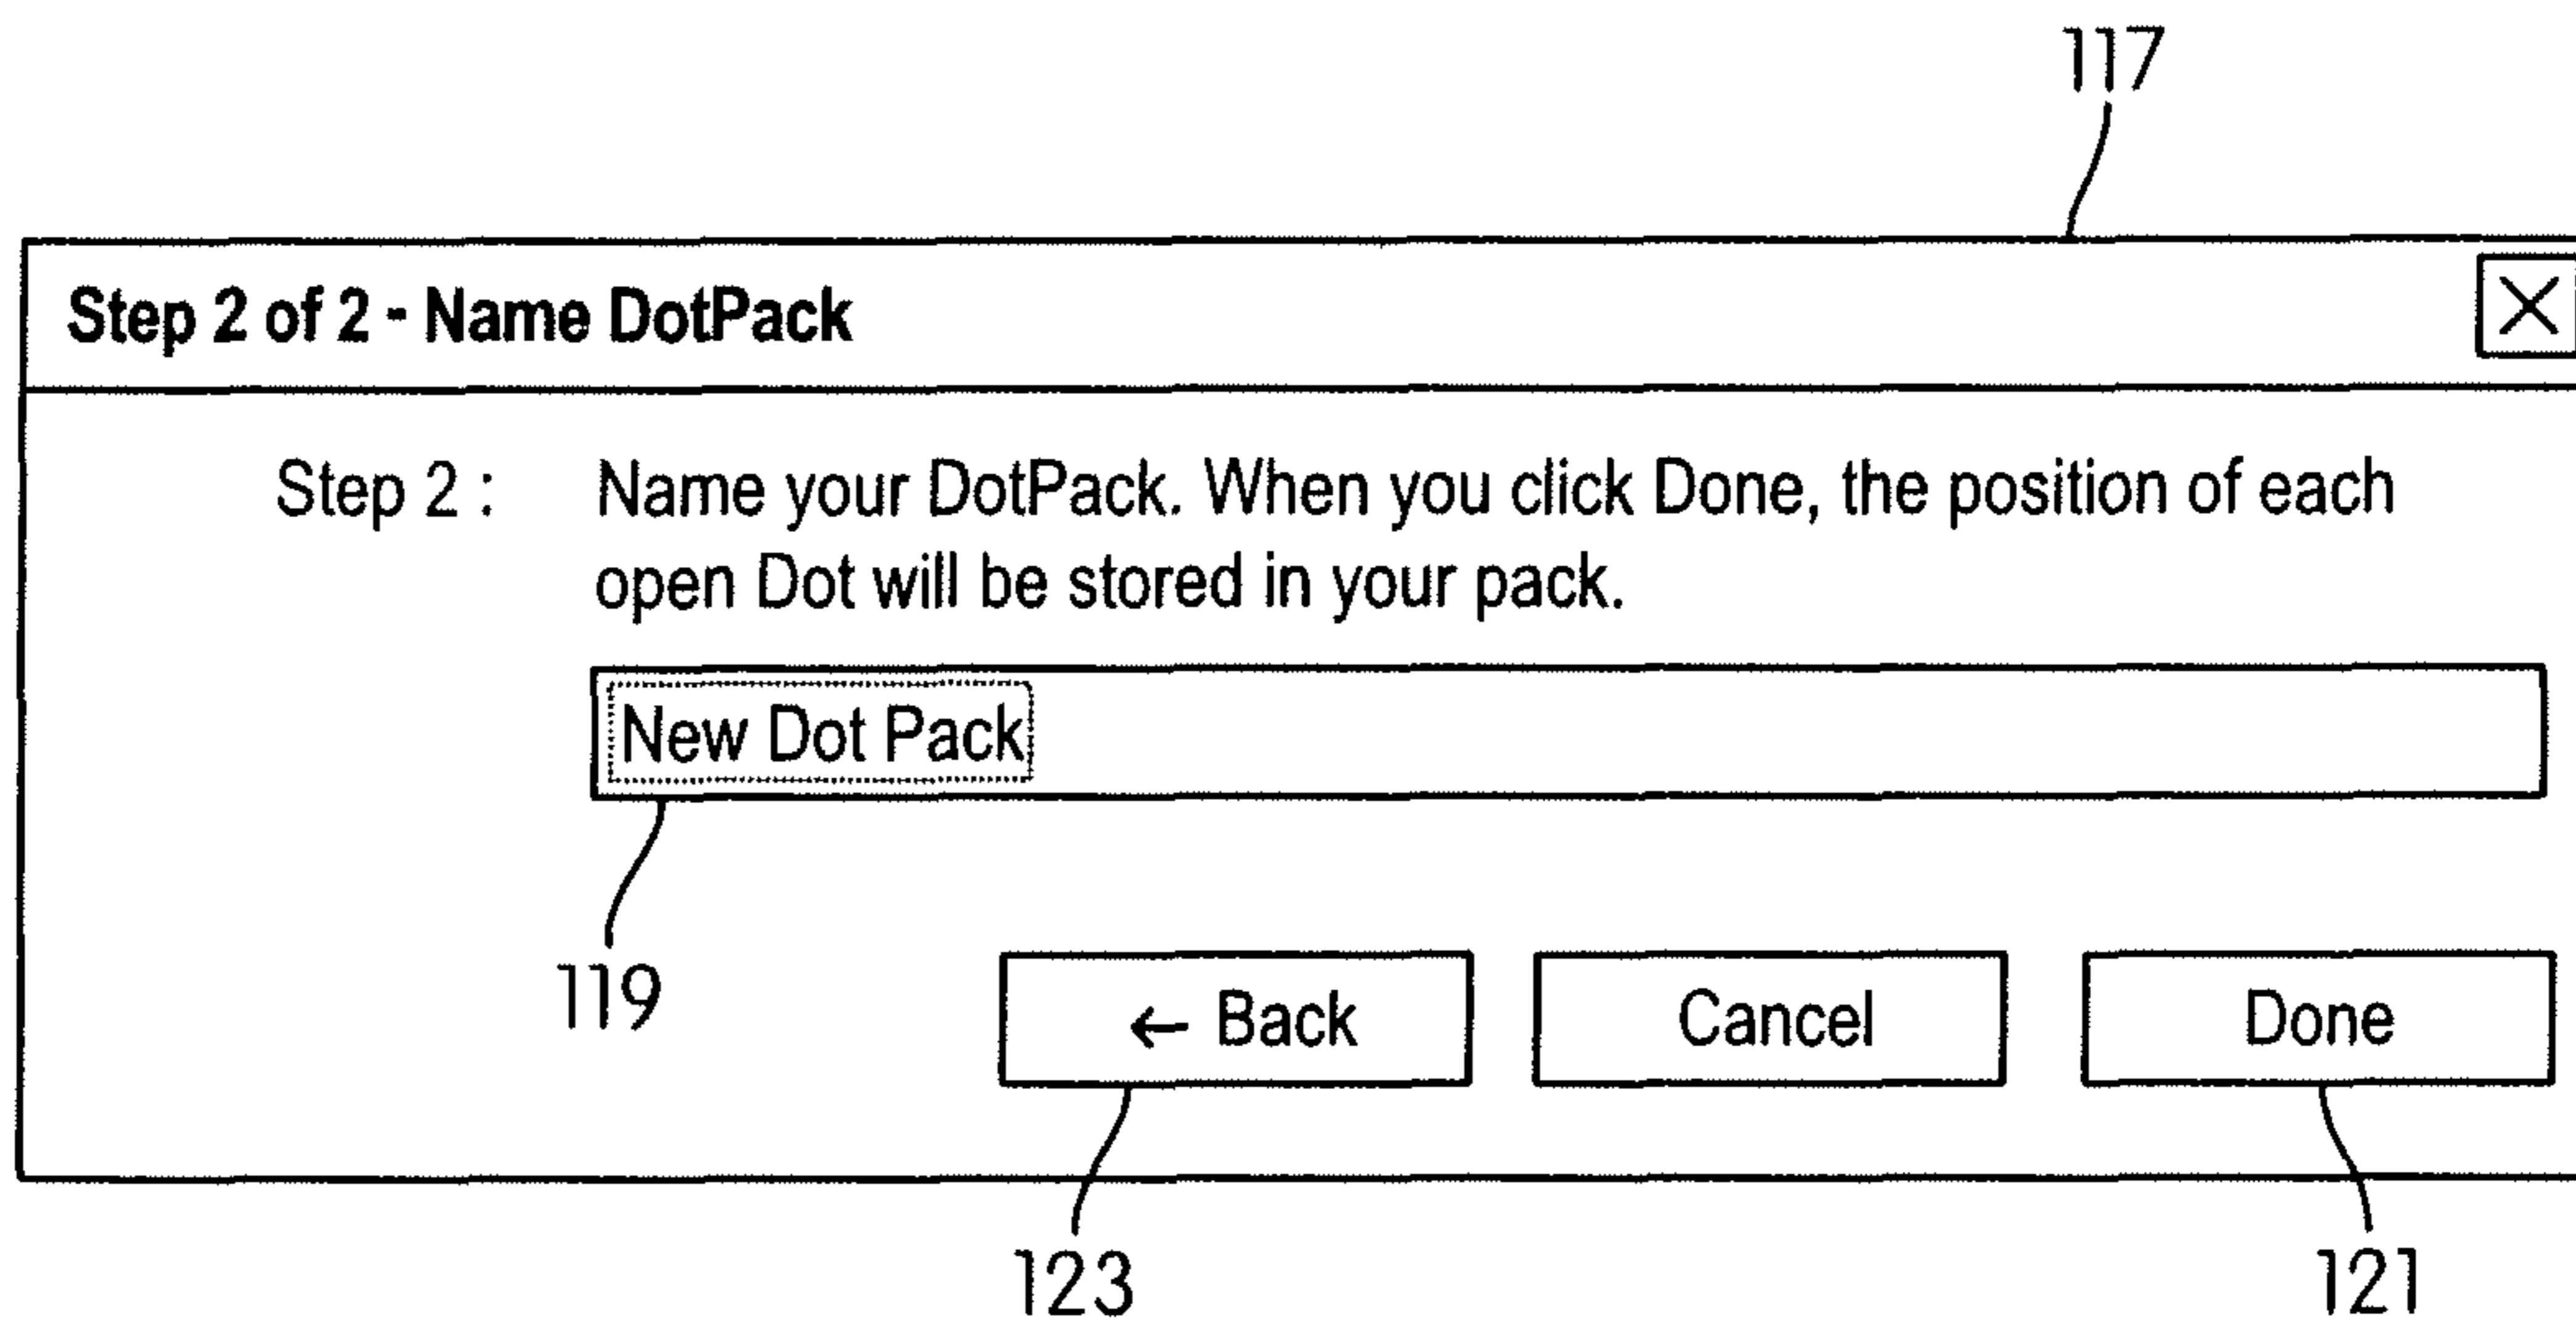 117
Step 2 of 2 - Name DotPack
Step 2 : Name your DotPack. When you click Done, the position of each
open Dot will be stored in your pack.
New Dot Pack
119
← Back Cancel Done
123 121